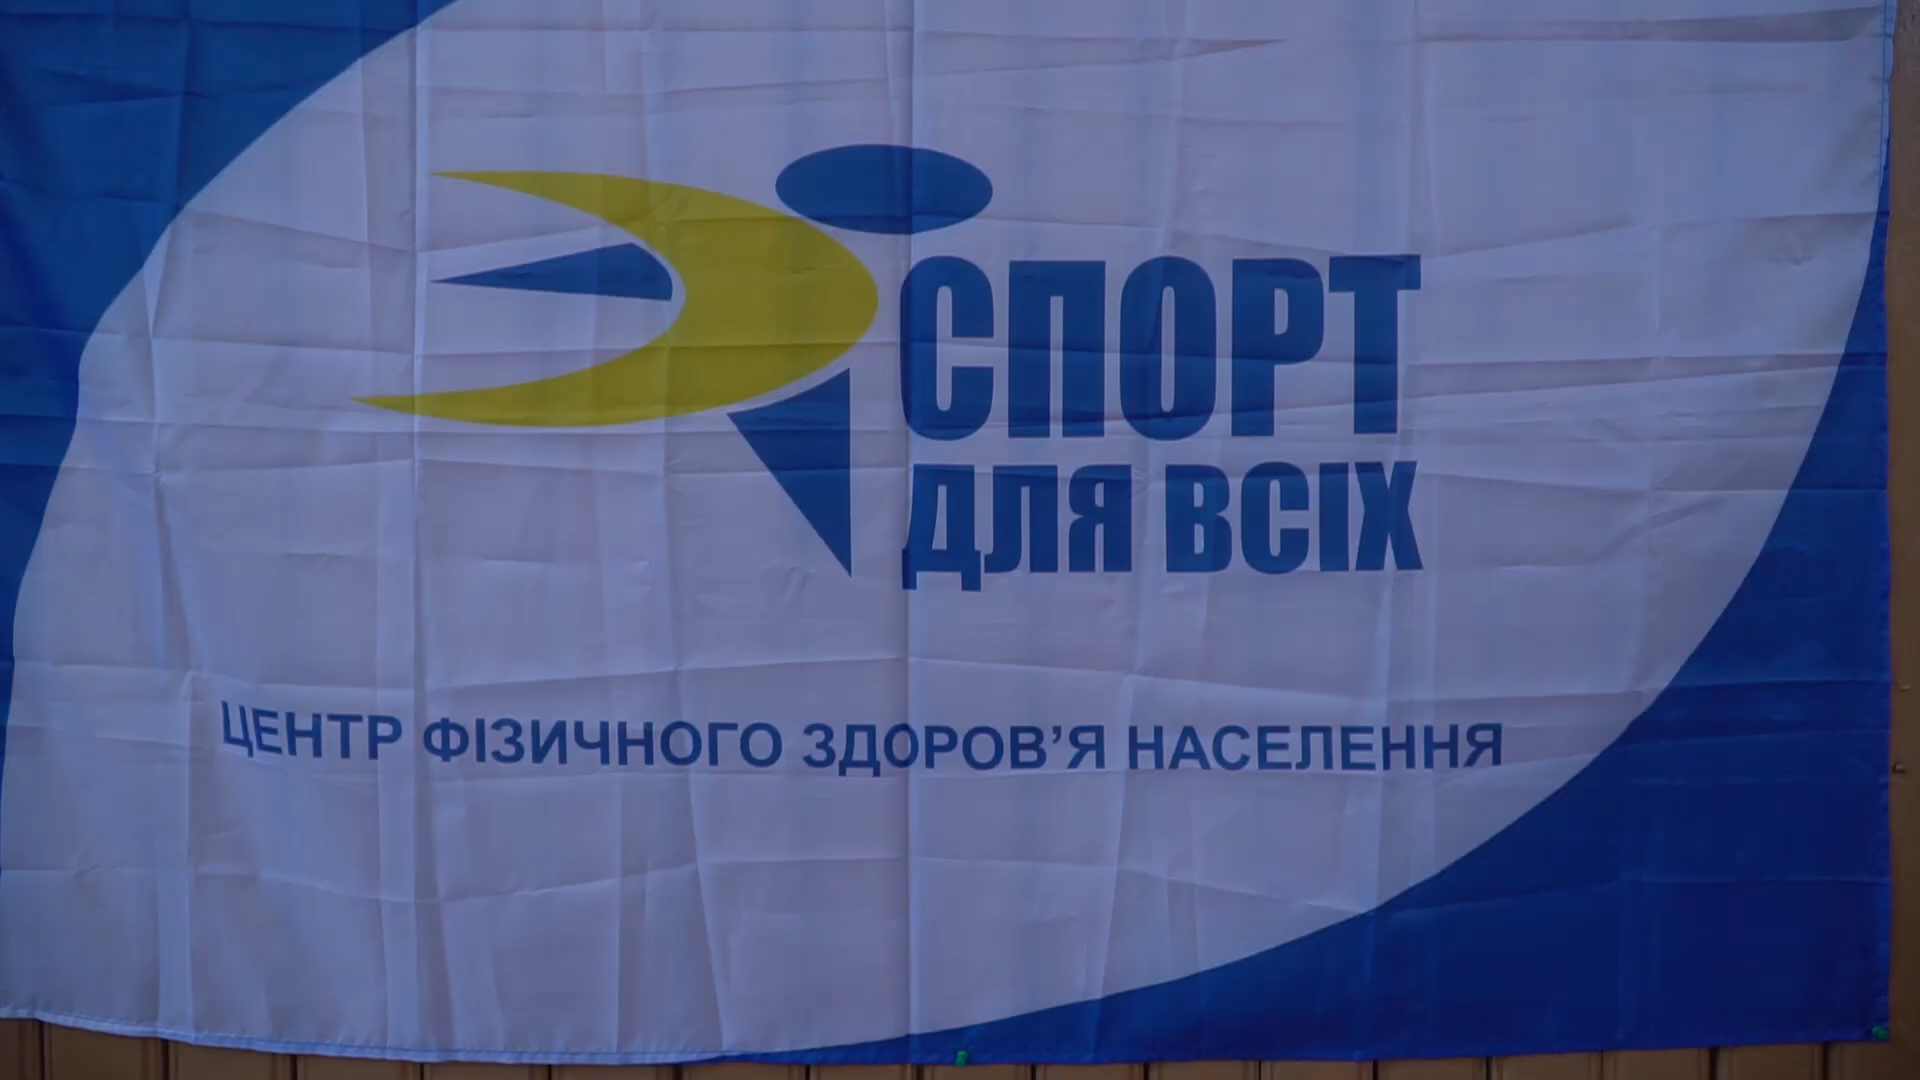 СПОРТ
ДЛЯ ВСІХ
ЦЕНТР ФІЗИЧНОГО ЗДОРОВ’Я НАСЕЛЕННЯ